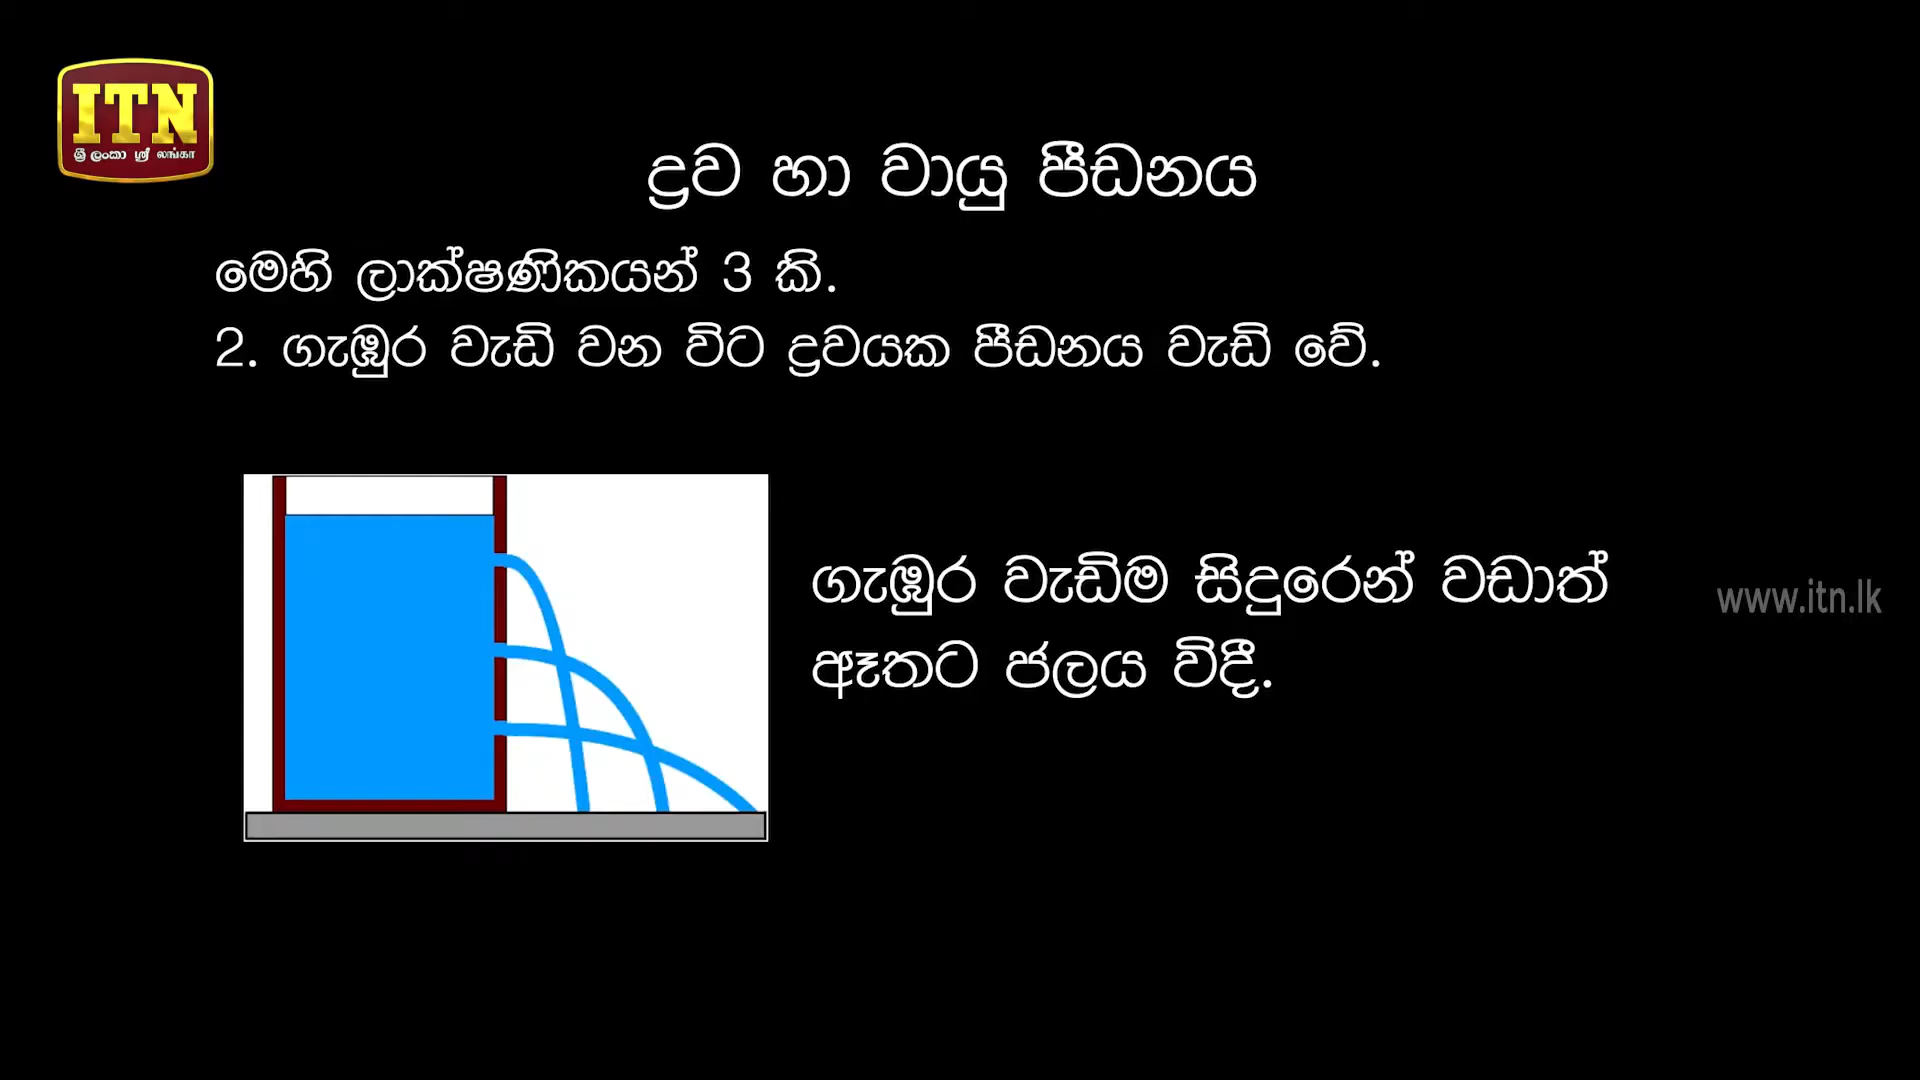 ITN
ශ්‍රී ලංකා ஸ்ரீ லங்கா
ද්‍රව හා වායු පීඩනය
මෙහි ලාක්ෂණිකයන් 3 කි.
2. ගැඹුර වැඩි වන විට ද්‍රවයක පීඩනය වැඩි වේ.
ගැඹුර වැඩිම සිදුරෙන් වඩාත්
ඈතට ජලය විදී.
www.itn.lk